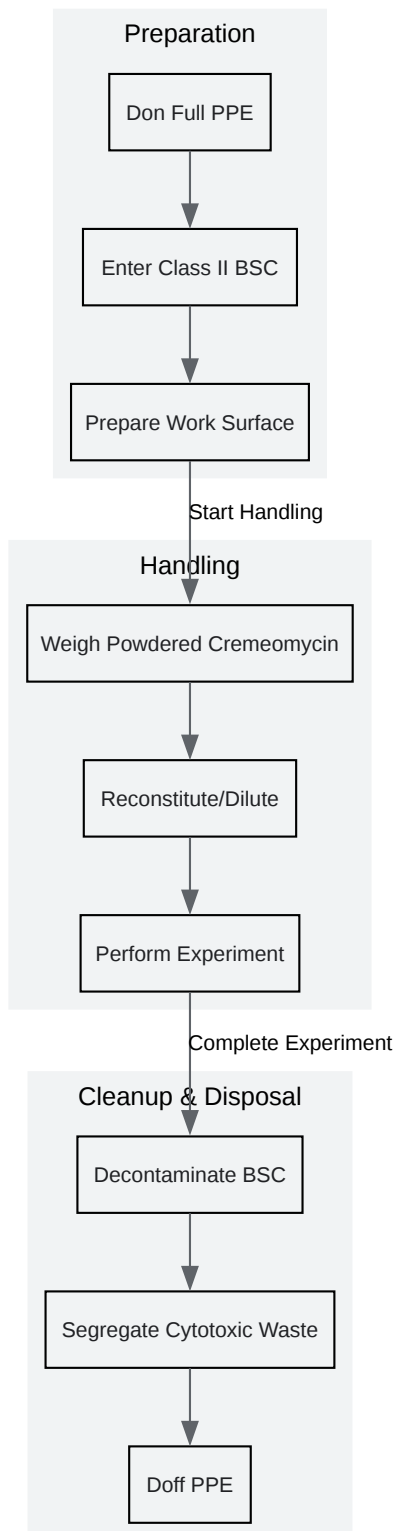 Preparation
Don Full PPE
Enter Class II BSC
Prepare Work Surface
Start Handling
Handling
Weigh Powdered Cremeomycin
Reconstitute/Dilute
Perform Experiment
Complete Experiment
Cleanup & Disposal
Decontaminate BSC
Segregate Cytotoxic Waste
Doff PPE